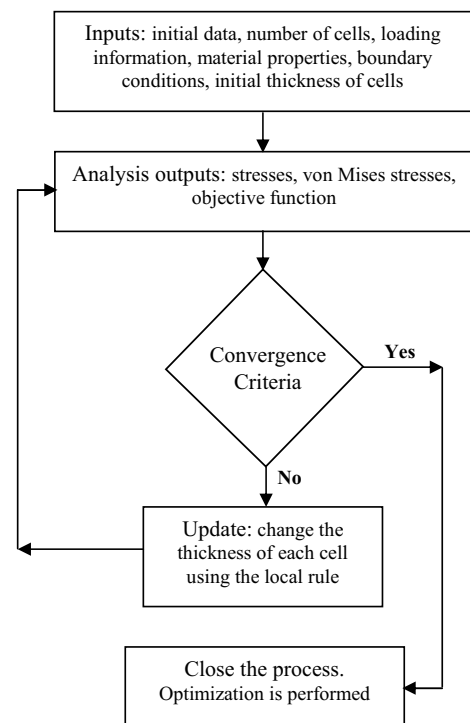 Inputs: initial data, number of cells, loading
information, material properties, boundary
conditions, initial thickness of cells
Analysis outputs: stresses, von Mises stresses,
objective function
Convergence
Criteria
Yes
No
Update: change the
thickness of each cell
using the local rule
Close the process.
Optimization is performed